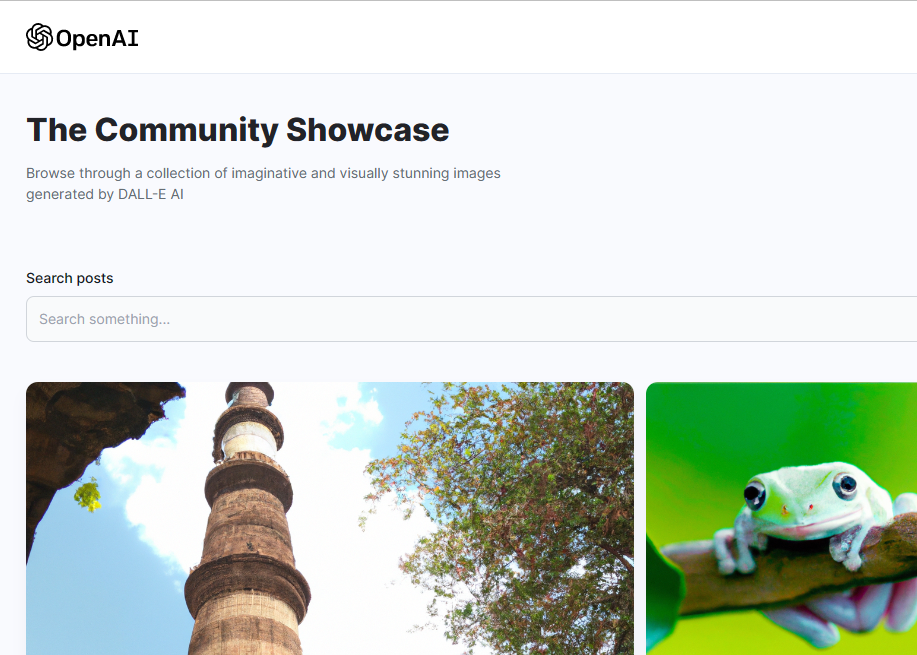 OpenAI
The Community Showcase
Browse through a collection of imaginative and visually stunning images
generated by DALL-E AI
Search posts
Search something...